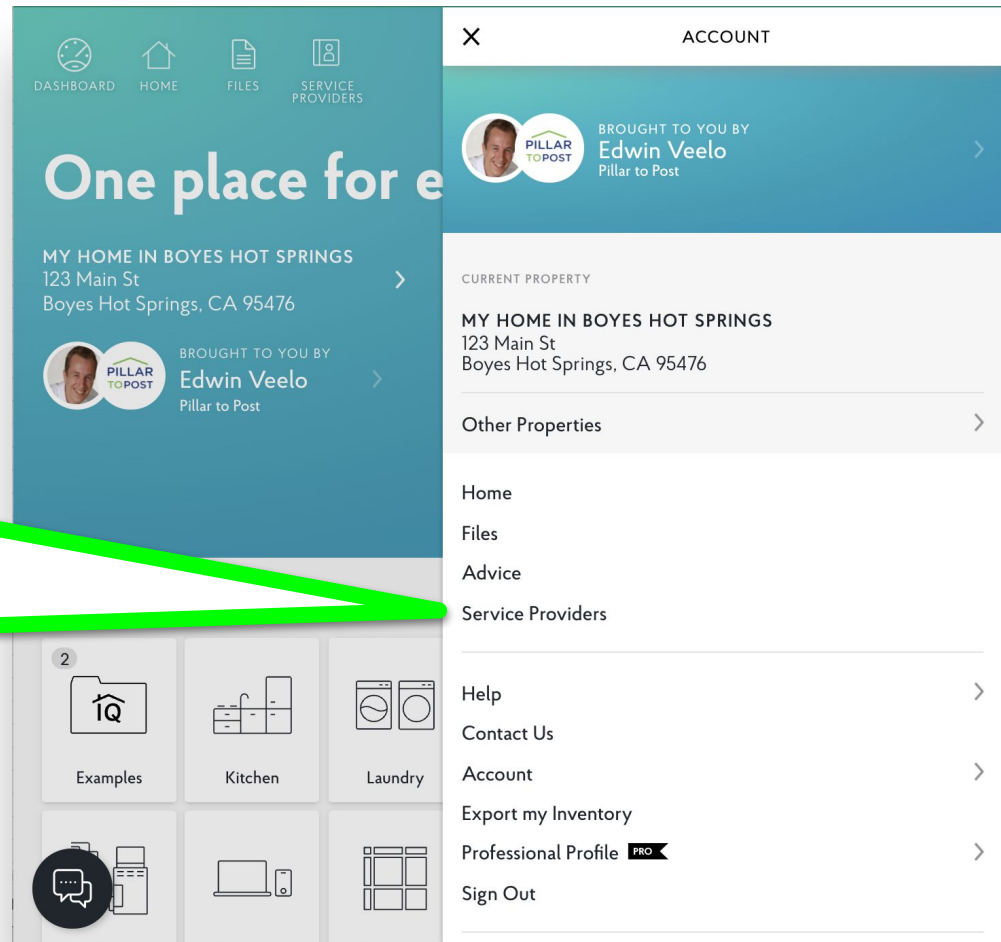 DASHBOARD
HOME
FILES
SERVICE
PROVIDERS
One place for e
MY HOME IN BOYES HOT SPRINGS
123 Main St
Boyes Hot Springs, CA 95476
PILLAR
TOPOST
BROUGHT TO YOU BY
Edwin Veelo
Pillar to Post
2
IQ
Examples
Kitchen
Laundry
ACCOUNT
PILLAR
TOPOST
BROUGHT TO YOU BY
Edwin Veelo
Pillar to Post
CURRENT PROPERTY
MY HOME IN BOYES HOT SPRINGS
123 Main St
Boyes Hot Springs, CA 95476
Other Properties
Home
Files
Advice
Service Providers
Help
Contact Us
Account
Export my Inventory
Professional Profile PRO
Sign Out